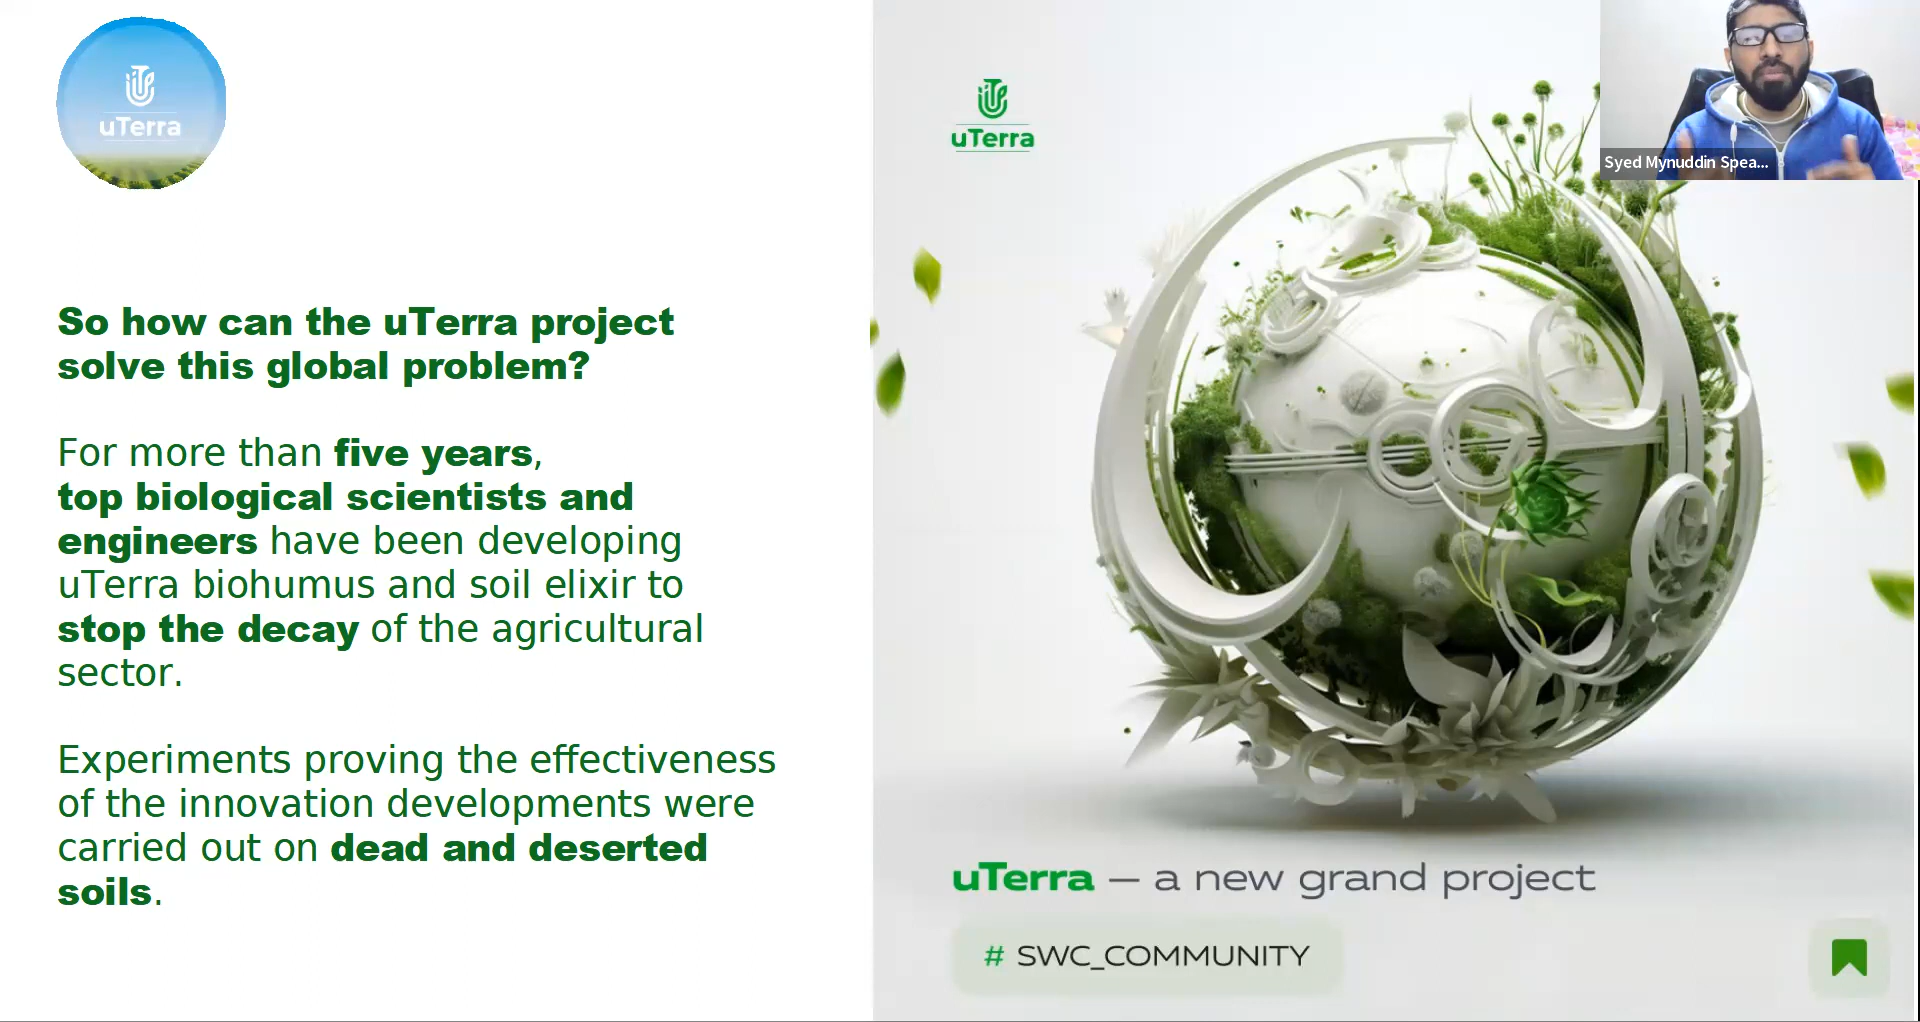 uTerra
So how can the uTerra project
solve this global problem?
For more than five years,
top biological scientists and
engineers have been developing
uTerra biohumus and soil elixir to
stop the decay of the agricultural
sector.
Experiments proving the effectiveness
of the innovation developments were
carried out on dead and deserted
soils.
uTerra
Syed Mynuddin Spea...
uTerra — a new grand project
# SWC_COMMUNITY